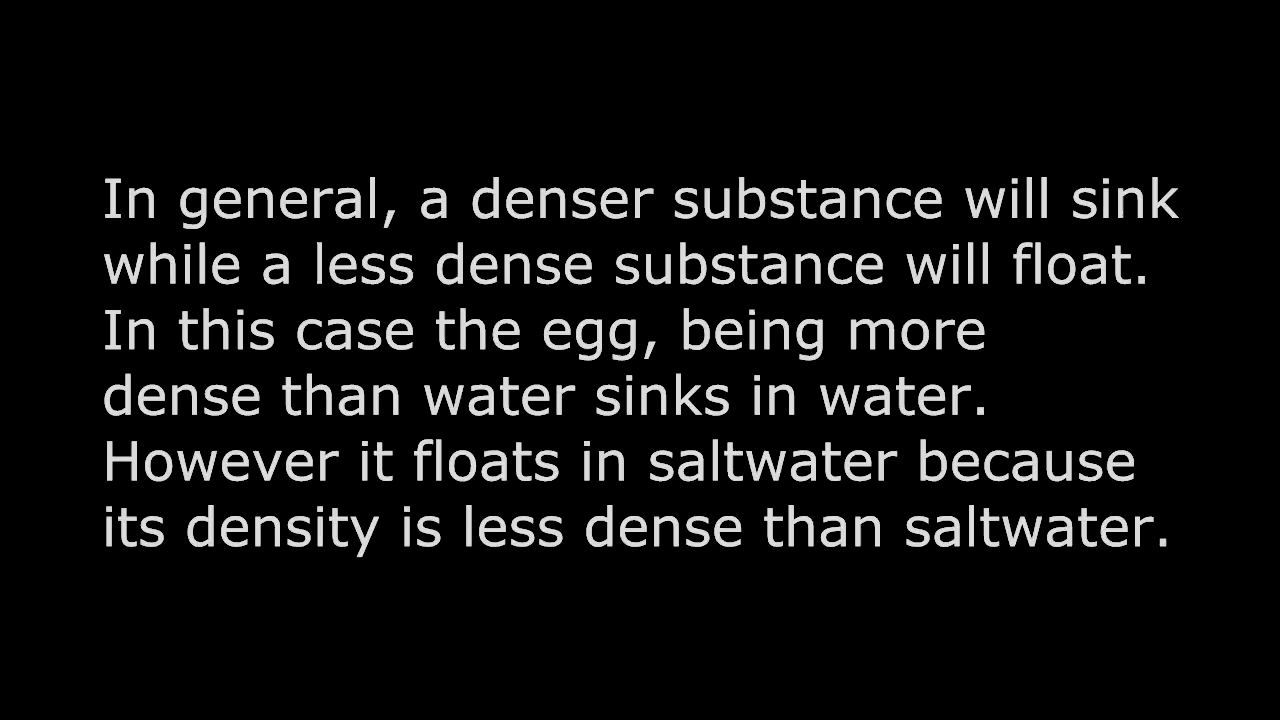 In general, a denser substance will sink
while a less dense substance will float.
In this case the egg, being more
dense than water sinks in water.
However it floats in saltwater because
its density is less dense than saltwater.